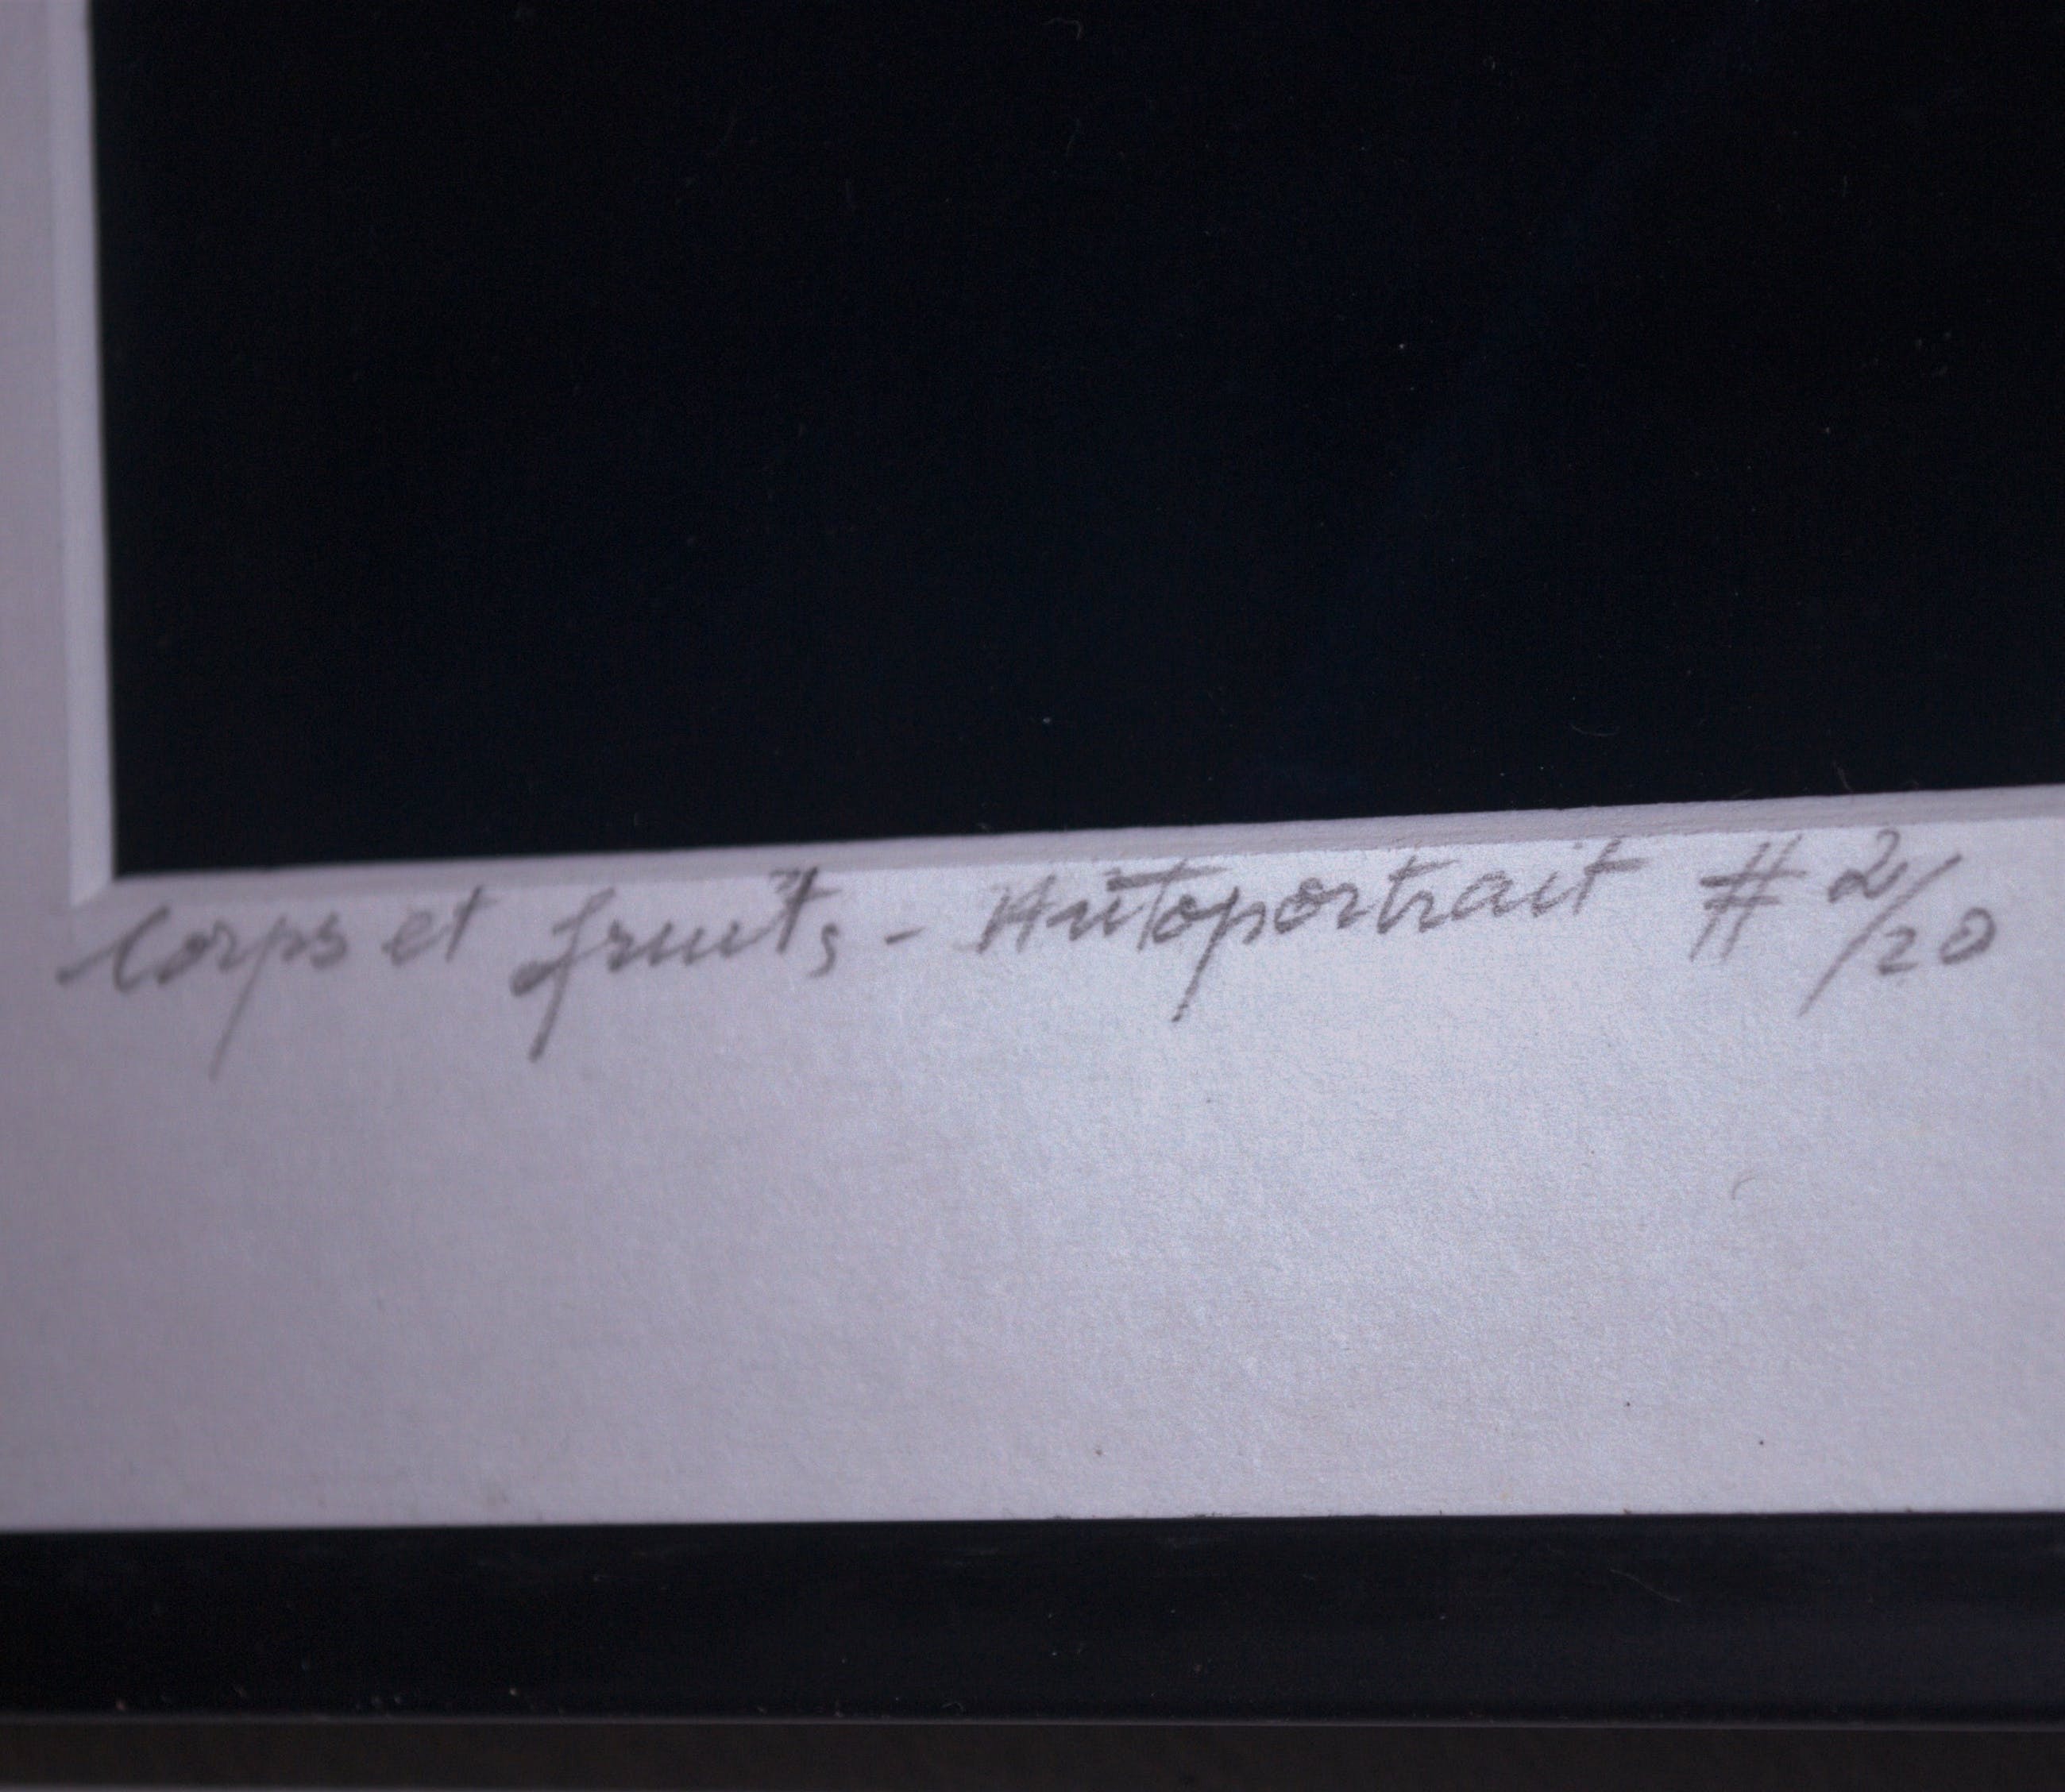 Corps et fruits - Autoportrait # 2/20